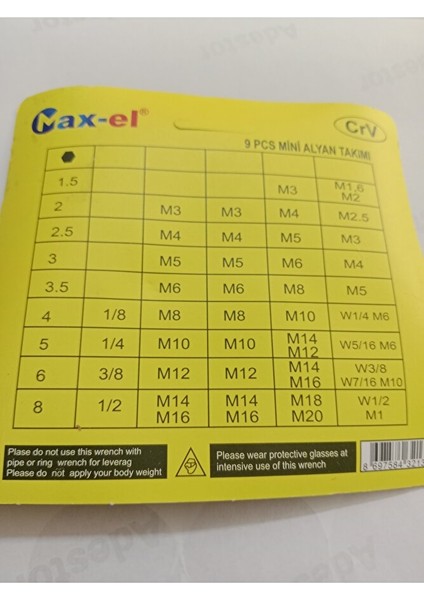 Max-el®
CrV
9 PCS MİNİ ALYAN TAKIMI
1.5 M3 M1,6 M2
2 M3 M3 M4 M2.5
2.5 M4 M4 M5 M3
3 M5 M5 M6 M4
3.5 M6 M6 M8 M5
4 1/8 M8 M8 M10 W1/4 M6
5 1/4 M10 M10 M14 M12 W5/16 M6
6 3/8 M12 M12 M14 M16 W3/8 W7/16 M10
8 1/2 M14 M16 M14 M16 M18 M20 W1/2 M1
Plase do not use this wrench with
pipe or ring wrench for leverag
Please do not apply your body weight
Please wear protective glasses at
intensive use of this wrench
Adestor
Adestor